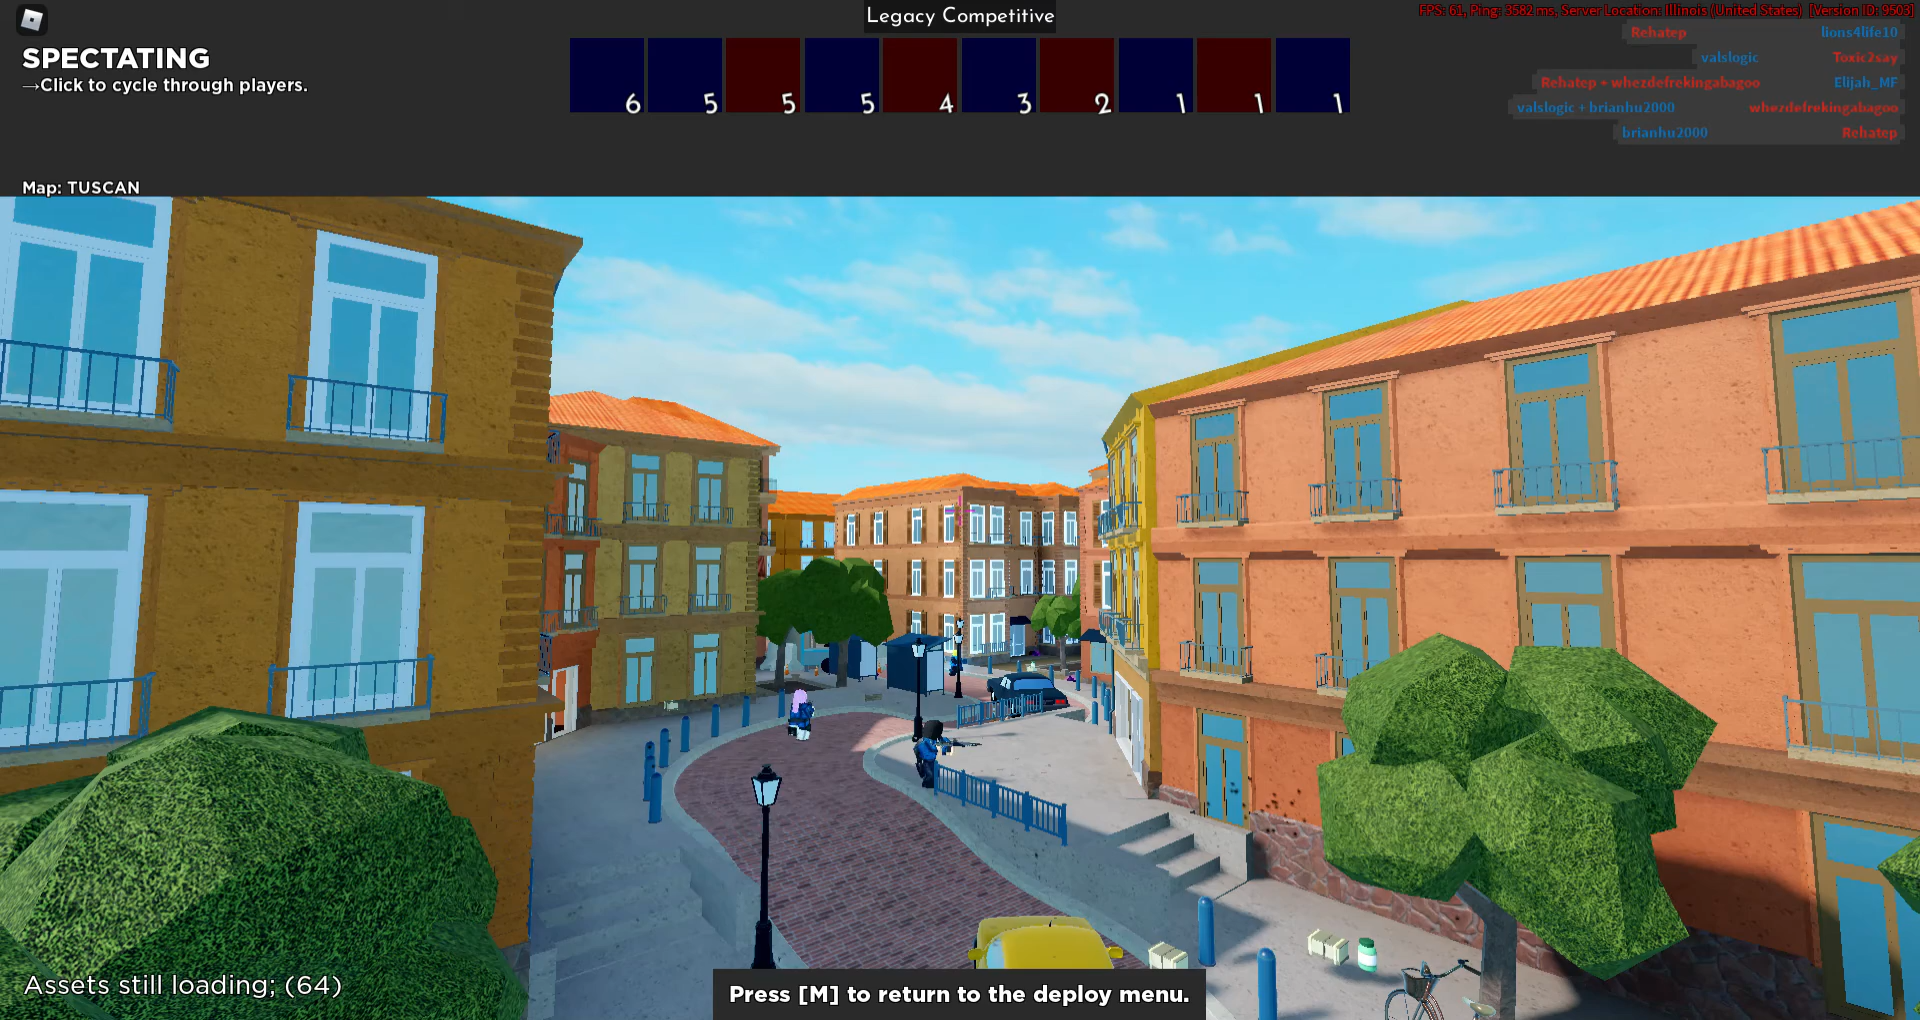 Legacy Competitive
FPS: 61, Ping: 3582 ms, Server Location: Illinois (United States) [Version ID: 9503]
SPECTATING
→Click to cycle through players.
6 5 5 5 4 3 2 1 1 1
Rehatep lions4life10
valslogic Toxic2say
Rehatep + whezdefrekingabagoo Elijah_MF
valslogic + brianhu2000 whezdefrekingabagoo
brianhu2000 Rehatep
Map: TUSCAN
Assets still loading; (64)
Press [M] to return to the deploy menu.